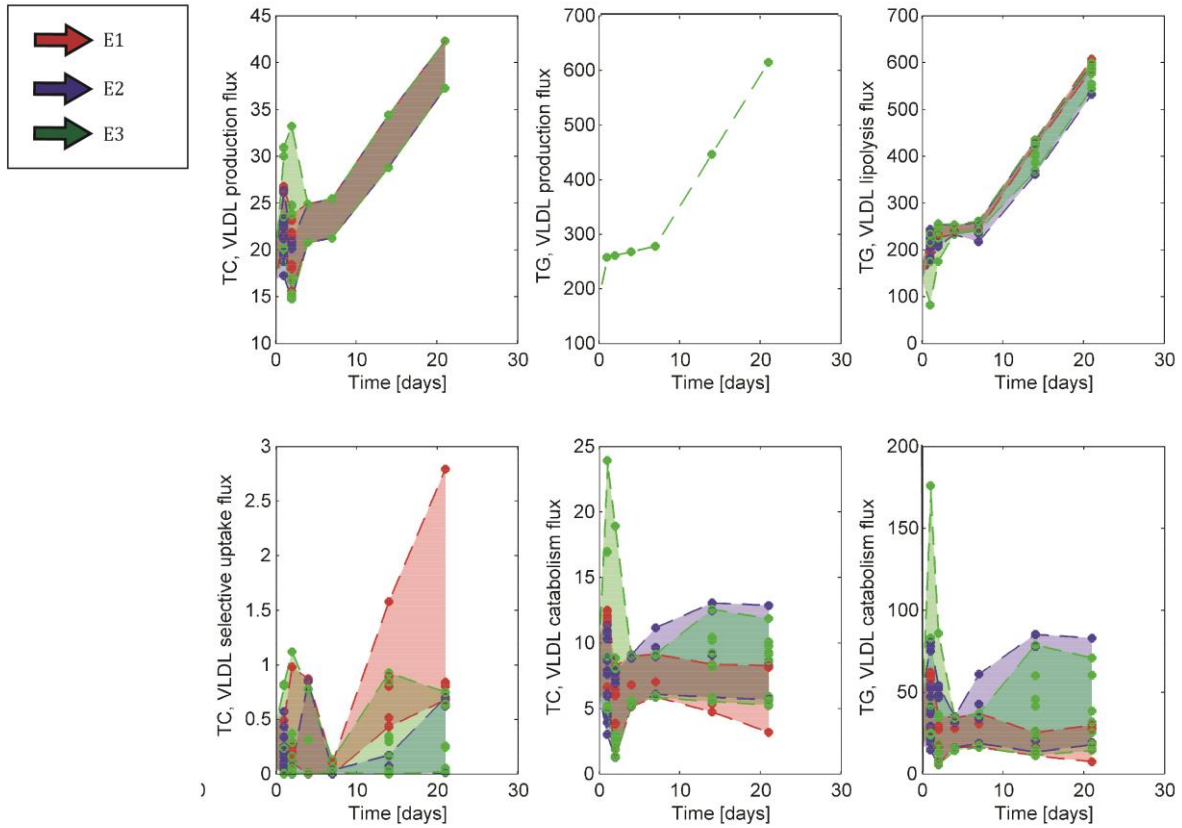 E1
E2
E3
TC, VLDL production flux
45
40
35
30
25
20
15
10
0 10 20 30
Time [days]
TG, VLDL production flux
700
600
500
400
300
200
100
0 10 20 30
Time [days]
TG, VLDL lipolysis flux
700
600
500
400
300
200
100
0
0 10 20 30
Time [days]
TC, VLDL selective uptake flux
3
2.5
2
1.5
1
0.5
0
0 10 20 30
Time [days]
TC, VLDL catabolism flux
25
20
15
10
5
0
0 10 20 30
Time [days]
TG, VLDL catabolism flux
200
150
100
50
0
0 10 20 30
Time [days]